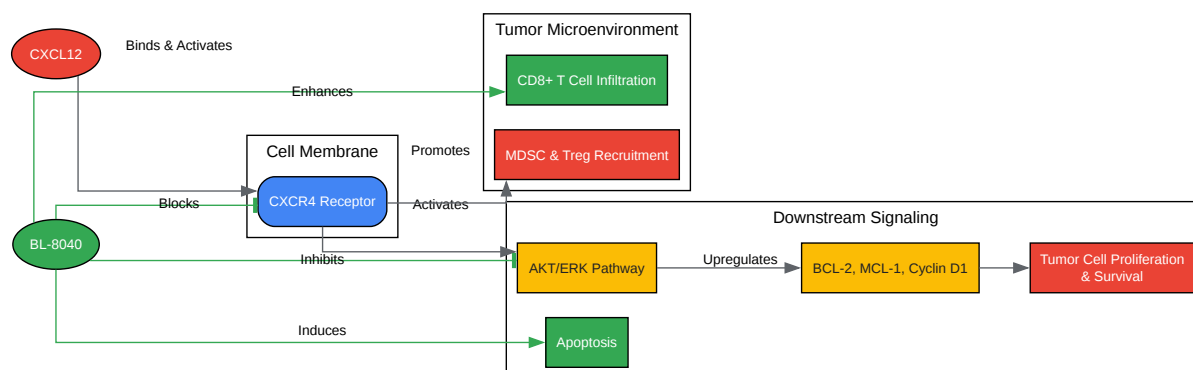 CXCL12
Binds & Activates
Tumor Microenvironment
CD8+ T Cell Infiltration
Enhances
MDSC & Treg Recruitment
Promotes
Cell Membrane
CXCR4 Receptor
Blocks
Activates
BL-8040
Inhibits
Downstream Signaling
AKT/ERK Pathway
Upregulates
BCL-2, MCL-1, Cyclin D1
Tumor Cell Proliferation
& Survival
Induces
Apoptosis